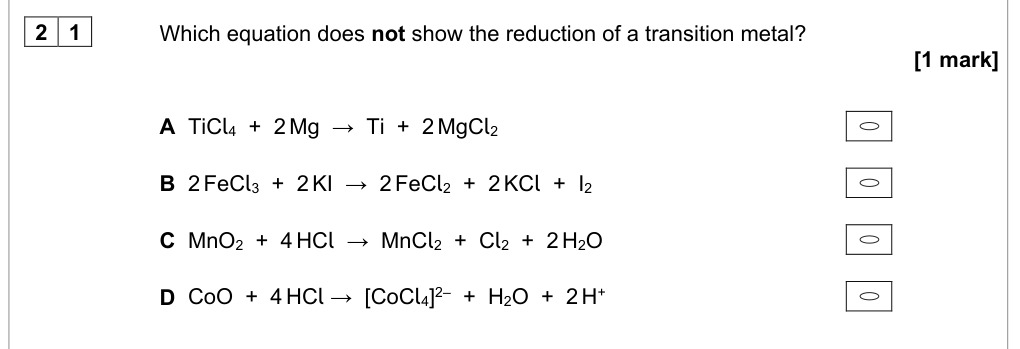 2 1 Which equation does not show the reduction of a transition metal?
[1 mark]
A TiCl₄ + 2 Mg → Ti + 2 MgCl₂
B 2 FeCl₃ + 2 KI → 2 FeCl₂ + 2 KCl + I₂
C MnO₂ + 4 HCl → MnCl₂ + Cl₂ + 2 H₂O
D CoO + 4 HCl → [CoCl₄]²⁻ + H₂O + 2 H⁺